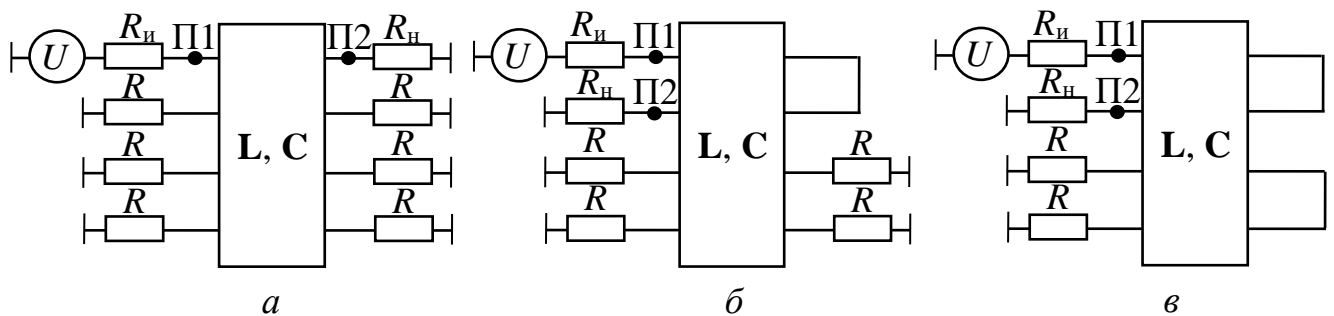 U Rи П1 П2 Rн
R R
R L, C R
R R
а
U Rи П1
Rн П2
R L, C R
R R
б
U Rи П1
Rн П2
R L, C
R
в